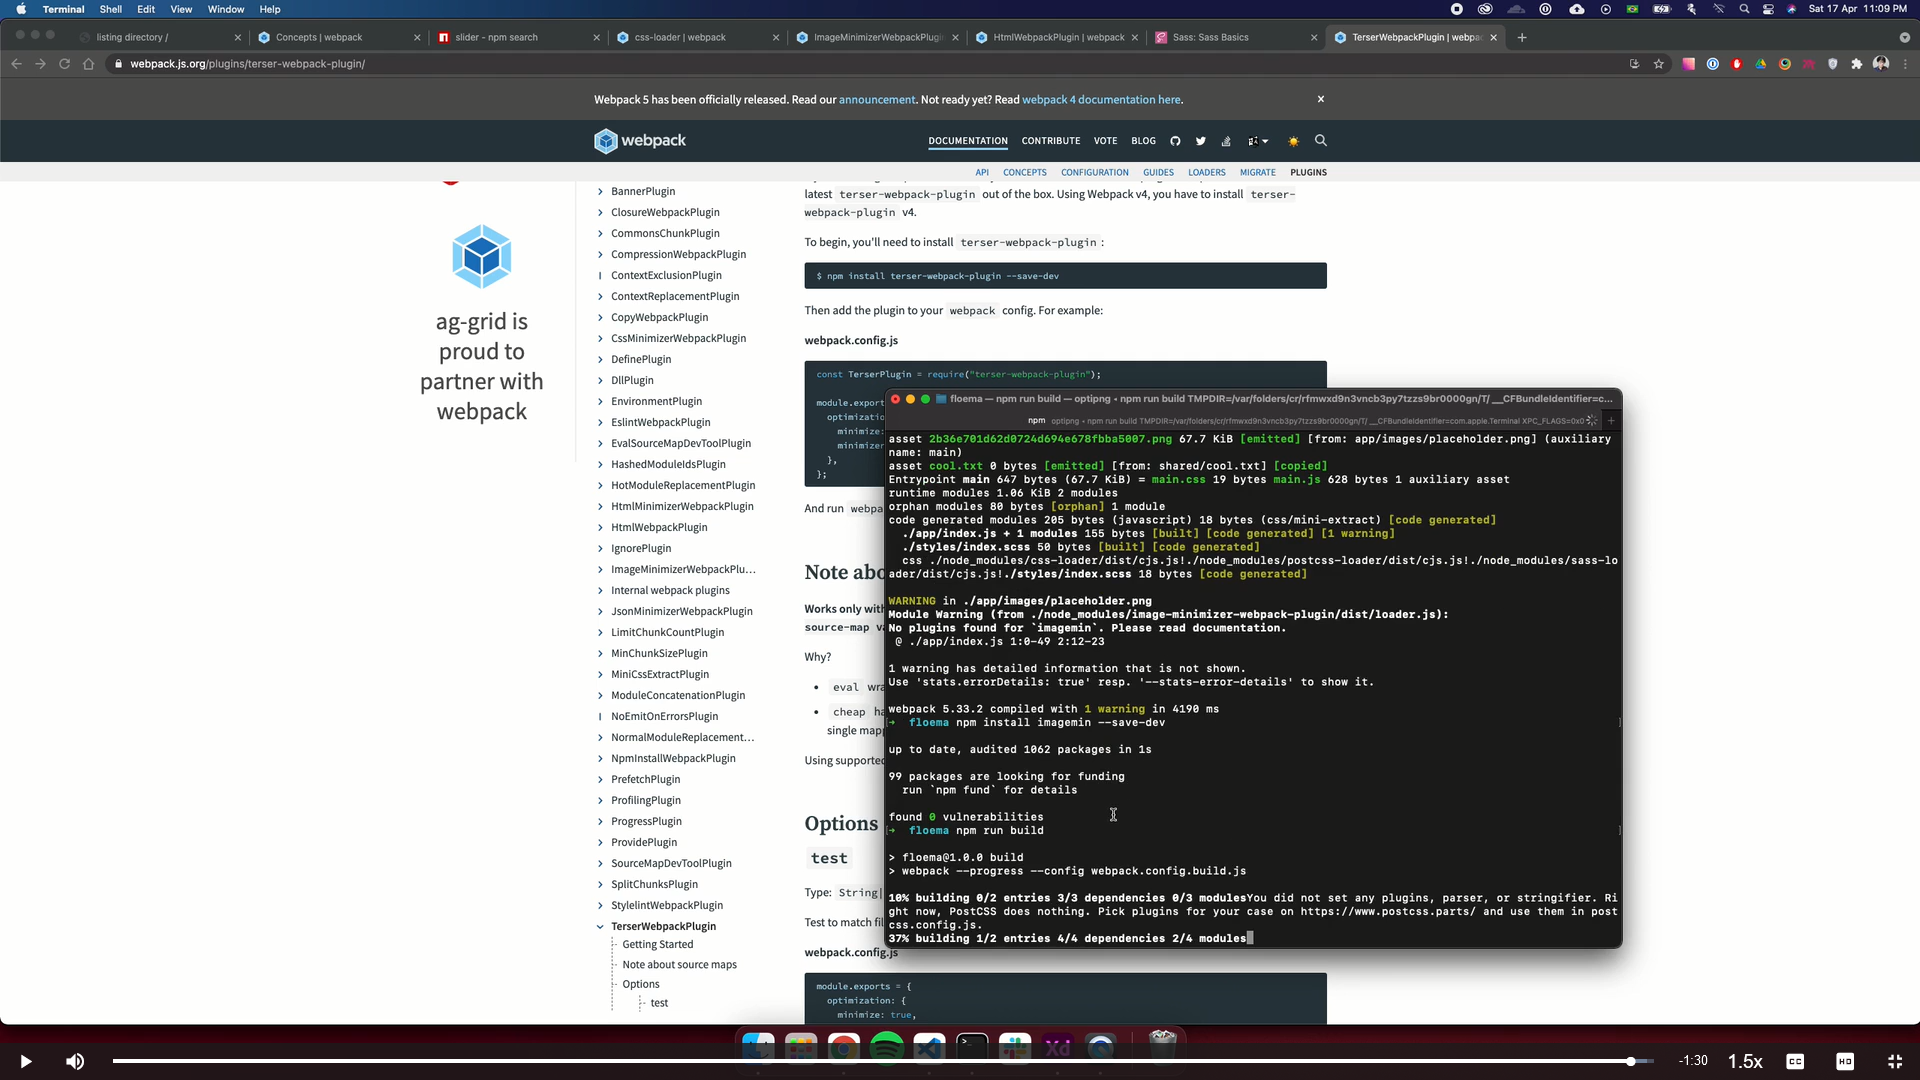 Terminal Shell Edit View Window Help
Sat 17 Apr 11:09 PM
listing directory /
Concepts | webpack
slider - npm search
css-loader | webpack
ImageMinimizerWebpackPlugin
HtmlWebpackPlugin | webpack
Sass: Sass Basics
TerserWebpackPlugin | webpa
webpack.js.org/plugins/terser-webpack-plugin/
Webpack 5 has been officially released. Read our announcement. Not ready yet? Read webpack 4 documentation here.
webpack
DOCUMENTATION CONTRIBUTE VOTE BLOG
API CONCEPTS CONFIGURATION GUIDES LOADERS MIGRATE PLUGINS
ag-grid is
proud to
partner with
webpack
BannerPlugin
ClosureWebpackPlugin
CommonsChunkPlugin
CompressionWebpackPlugin
ContextExclusionPlugin
ContextReplacementPlugin
CopyWebpackPlugin
CssMinimizerWebpackPlugin
DefinePlugin
DllPlugin
EnvironmentPlugin
EslintWebpackPlugin
EvalSourceMapDevToolPlugin
HashedModuleIdsPlugin
HotModuleReplacementPlugin
HtmlMinimizerWebpackPlugin
HtmlWebpackPlugin
IgnorePlugin
ImageMinimizerWebpackPlu...
Internal webpack plugins
JsonMinimizerWebpackPlugin
LimitChunkCountPlugin
MinChunkSizePlugin
MiniCssExtractPlugin
ModuleConcatenationPlugin
NoEmitOnErrorsPlugin
NormalModuleReplacement...
NpmInstallWebpackPlugin
PrefetchPlugin
ProfilingPlugin
ProgressPlugin
ProvidePlugin
SourceMapDevToolPlugin
SplitChunksPlugin
StylelintWebpackPlugin
TerserWebpackPlugin
Getting Started
Note about source maps
Options
test
latest terser-webpack-plugin out of the box. Using Webpack v4, you have to install terser-
webpack-plugin v4.
To begin, you'll need to install terser-webpack-plugin :
$ npm install terser-webpack-plugin --save-dev
Then add the plugin to your webpack config. For example:
webpack.config.js
const TerserPlugin = require("terser-webpack-plugin");
module.export
optimizatio
minimize:
minimizer
},
};
And run webpa
Note abo
Works only with
source-map va
Why?
eval wra
cheap ha
single mapp
Using supported
Options
test
Type: String|
Test to match fil
webpack.config.js
module.exports = {
optimization: {
minimize: true,
floema — npm run build — optipng ◂ npm run build TMPDIR=/var/folders/cr/rfmwxd9n3vncb3py7tzzs9br0000gn/T/ __CFBundleIdentifier=c...
npm optipng ◂ npm run build TMPDIR=/var/folders/cr/rfmwxd9n3vncb3py7tzzs9br0000gn/T/ __CFBundleIdentifier=com.apple.Terminal XPC_FLAGS=0x0
asset 2b36e701d62d0724d694e678fbba5007.png 67.7 KiB [emitted] [from: app/images/placeholder.png] (auxiliary
name: main)
asset cool.txt 0 bytes [emitted] [from: shared/cool.txt] [copied]
Entrypoint main 647 bytes (67.7 KiB) = main.css 19 bytes main.js 628 bytes 1 auxiliary asset
runtime modules 1.06 KiB 2 modules
orphan modules 80 bytes [orphan] 1 module
code generated modules 205 bytes (javascript) 18 bytes (css/mini-extract) [code generated]
./app/index.js + 1 modules 155 bytes [built] [code generated] [1 warning]
./styles/index.scss 50 bytes [built] [code generated]
css ./node_modules/css-loader/dist/cjs.js!./node_modules/postcss-loader/dist/cjs.js!./node_modules/sass-lo
ader/dist/cjs.js!./styles/index.scss 18 bytes [code generated]
WARNING in ./app/images/placeholder.png
Module Warning (from ./node_modules/image-minimizer-webpack-plugin/dist/loader.js):
No plugins found for `imagemin`. Please read documentation.
@ ./app/index.js 1:0-49 2:12-23
1 warning has detailed information that is not shown.
Use 'stats.errorDetails: true' resp. '--stats-error-details' to show it.
webpack 5.33.2 compiled with 1 warning in 4190 ms
➜ floema npm install imagemin --save-dev
up to date, audited 1062 packages in 1s
99 packages are looking for funding
run `npm fund` for details
found 0 vulnerabilities
➜ floema npm run build
> floema@1.0.0 build
> webpack --progress --config webpack.config.build.js
10% building 0/2 entries 3/3 dependencies 0/3 modulesYou did not set any plugins, parser, or stringifier. Ri
ght now, PostCSS does nothing. Pick plugins for your case on https://www.postcss.parts/ and use them in post
css.config.js.
37% building 1/2 entries 4/4 dependencies 2/4 modules
Xd
-1:30
1.5x
CC
HD